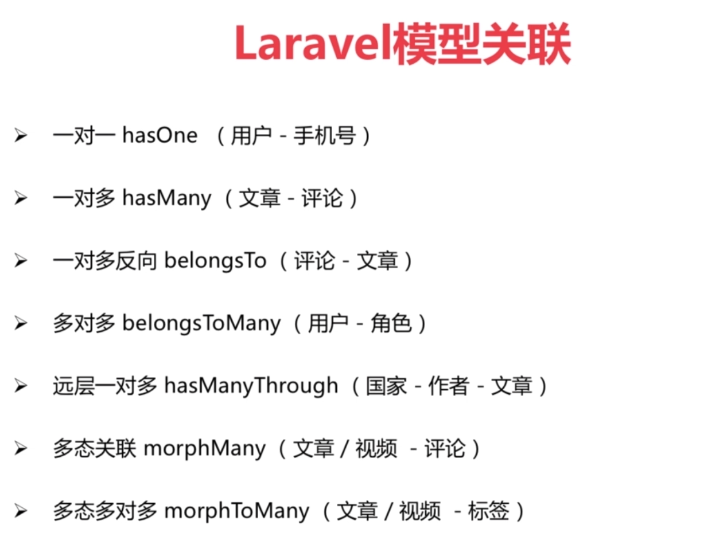 Laravel模型关联
➢ 一对一 hasOne （用户 - 手机号）
➢ 一对多 hasMany（文章 - 评论）
➢ 一对多反向 belongsTo （评论 - 文章）
➢ 多对多 belongsToMany（用户 - 角色）
➢ 远层一对多 hasManyThrough（国家 - 作者 - 文章）
➢ 多态关联 morphMany（文章 / 视频 - 评论）
➢ 多态多对多 morphToMany（文章 / 视频 - 标签）